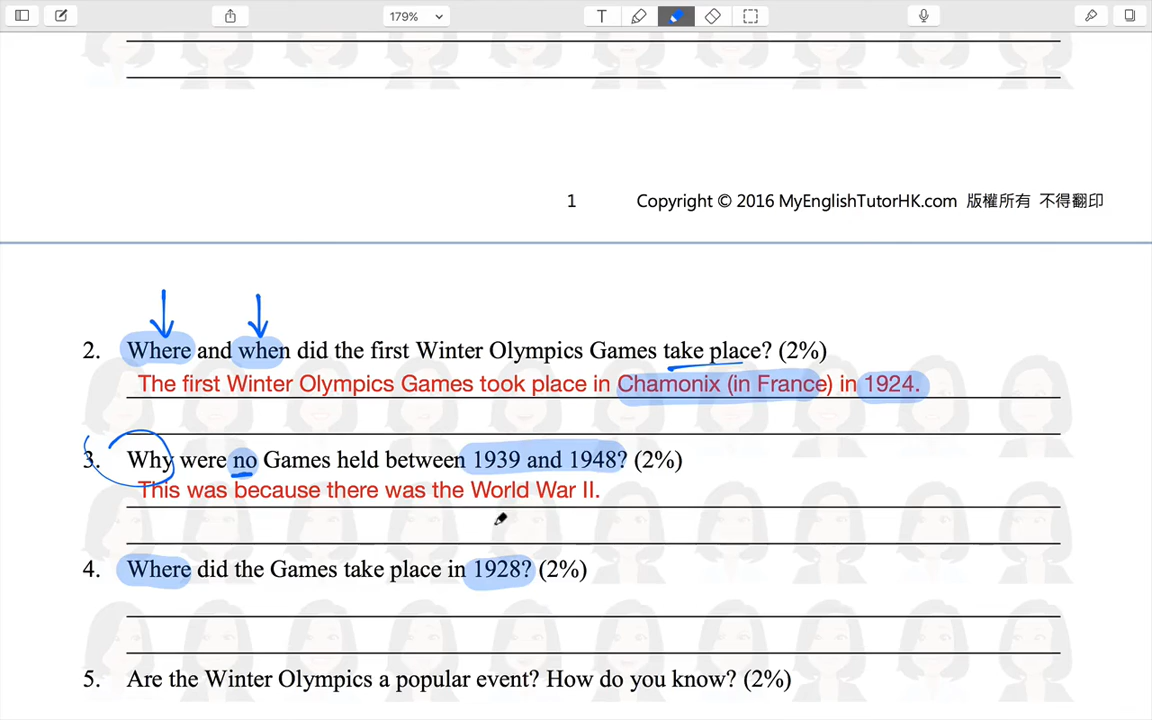 179%
T
1 Copyright © 2016 MyEnglishTutorHK.com 版權所有 不得翻印
2. Where and when did the first Winter Olympics Games take place? (2%)
The first Winter Olympics Games took place in Chamonix (in France) in 1924.
3. Why were no Games held between 1939 and 1948? (2%)
This was because there was the World War II.
4. Where did the Games take place in 1928? (2%)
5. Are the Winter Olympics a popular event? How do you know? (2%)